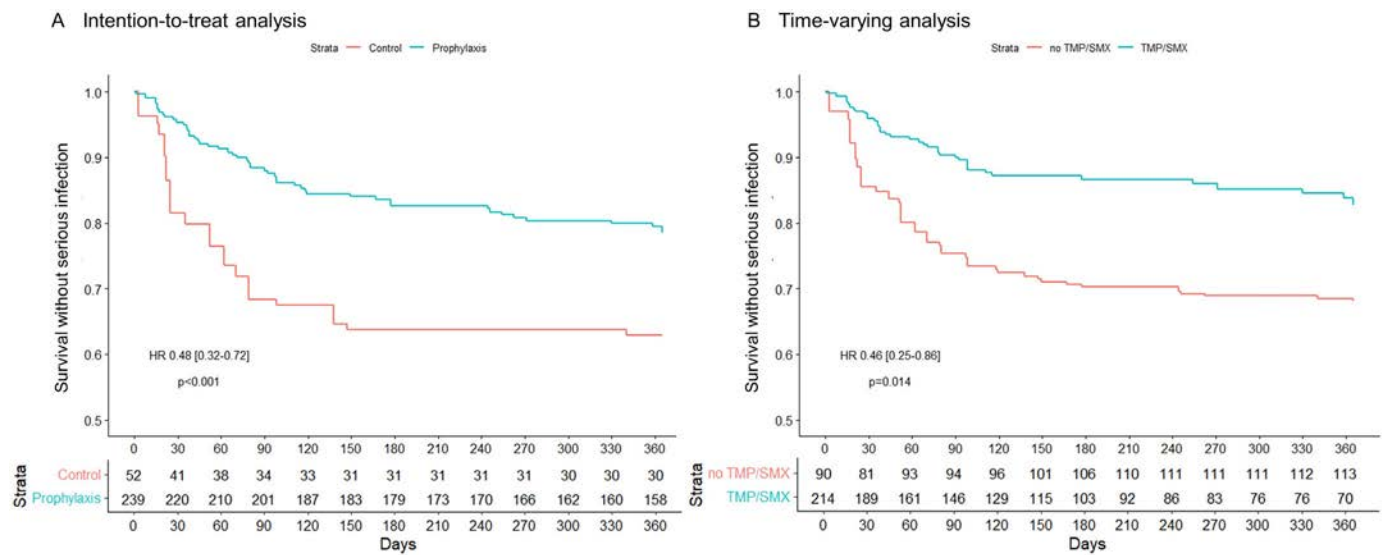 A Intention-to-treat analysis
Strata Control Prophylaxis
Survival without serious infection
1.0
0.9
0.8
0.7
0.6
0.5
HR 0.48 [0.32-0.72]
p<0.001
0 30 60 90 120 150 180 210 240 270 300 330 360
Strata
Control 52 41 38 34 33 31 31 31 31 31 30 30 30
Prophylaxis 239 220 210 201 187 183 179 173 170 166 162 160 158
0 30 60 90 120 150 180 210 240 270 300 330 360
Days
B Time-varying analysis
Strata no TMP/SMX TMP/SMX
Survival without serious infection
1.0
0.9
0.8
0.7
0.6
0.5
HR 0.46 [0.25-0.86]
p=0.014
0 30 60 90 120 150 180 210 240 270 300 330 360
Strata
no TMP/SMX 90 81 93 94 96 101 106 110 111 111 111 112 113
TMP/SMX 214 189 161 146 129 115 103 92 86 83 76 76 70
0 30 60 90 120 150 180 210 240 270 300 330 360
Days